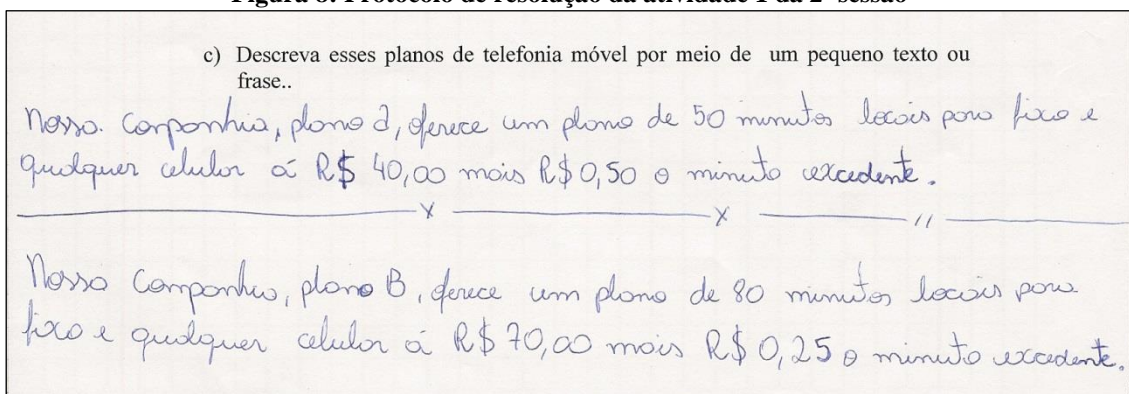 Figura 8: Protocolo de resolução da atividade 1 da 2ª sessão
c) Descreva esses planos de telefonia móvel por meio de um pequeno texto ou
frase..
Nossa. Companhia, plano a, oferece um plano de 50 minutos locais para fixo e
qualquer celular á R$ 40,00 mais R$ 0,50 o minuto excedente.
x x //
Nossa Companhia, plano B, oferece um plano de 80 minutos locais para
fixo e qualquer celular á R$ 70,00 mais R$ 0,25 o minuto excedente.